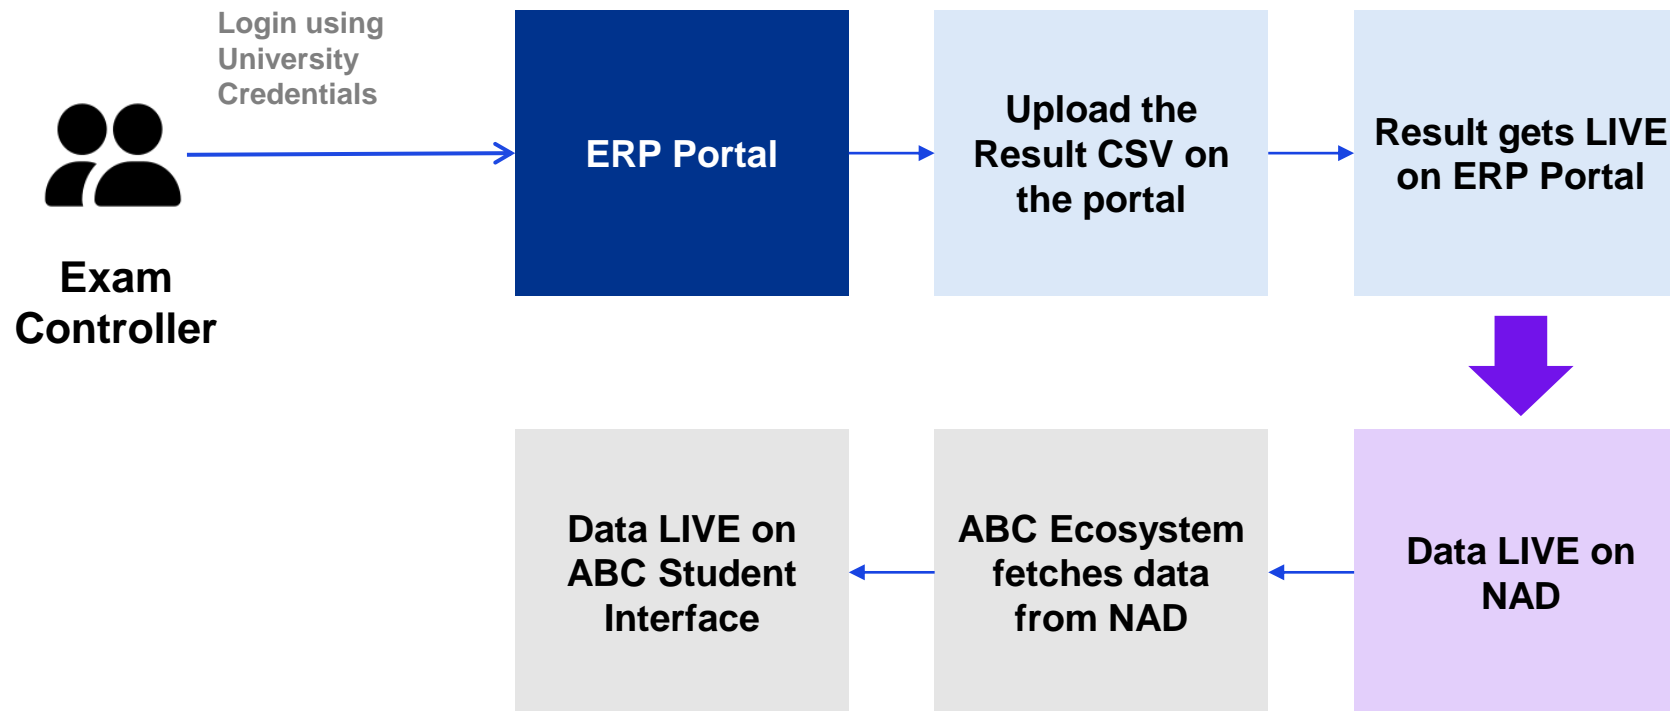 Login using
University
Credentials
Exam
Controller
ERP Portal
Upload the
Result CSV on
the portal
Result gets LIVE
on ERP Portal
Data LIVE on
NAD
ABC Ecosystem
fetches data
from NAD
Data LIVE on
ABC Student
Interface